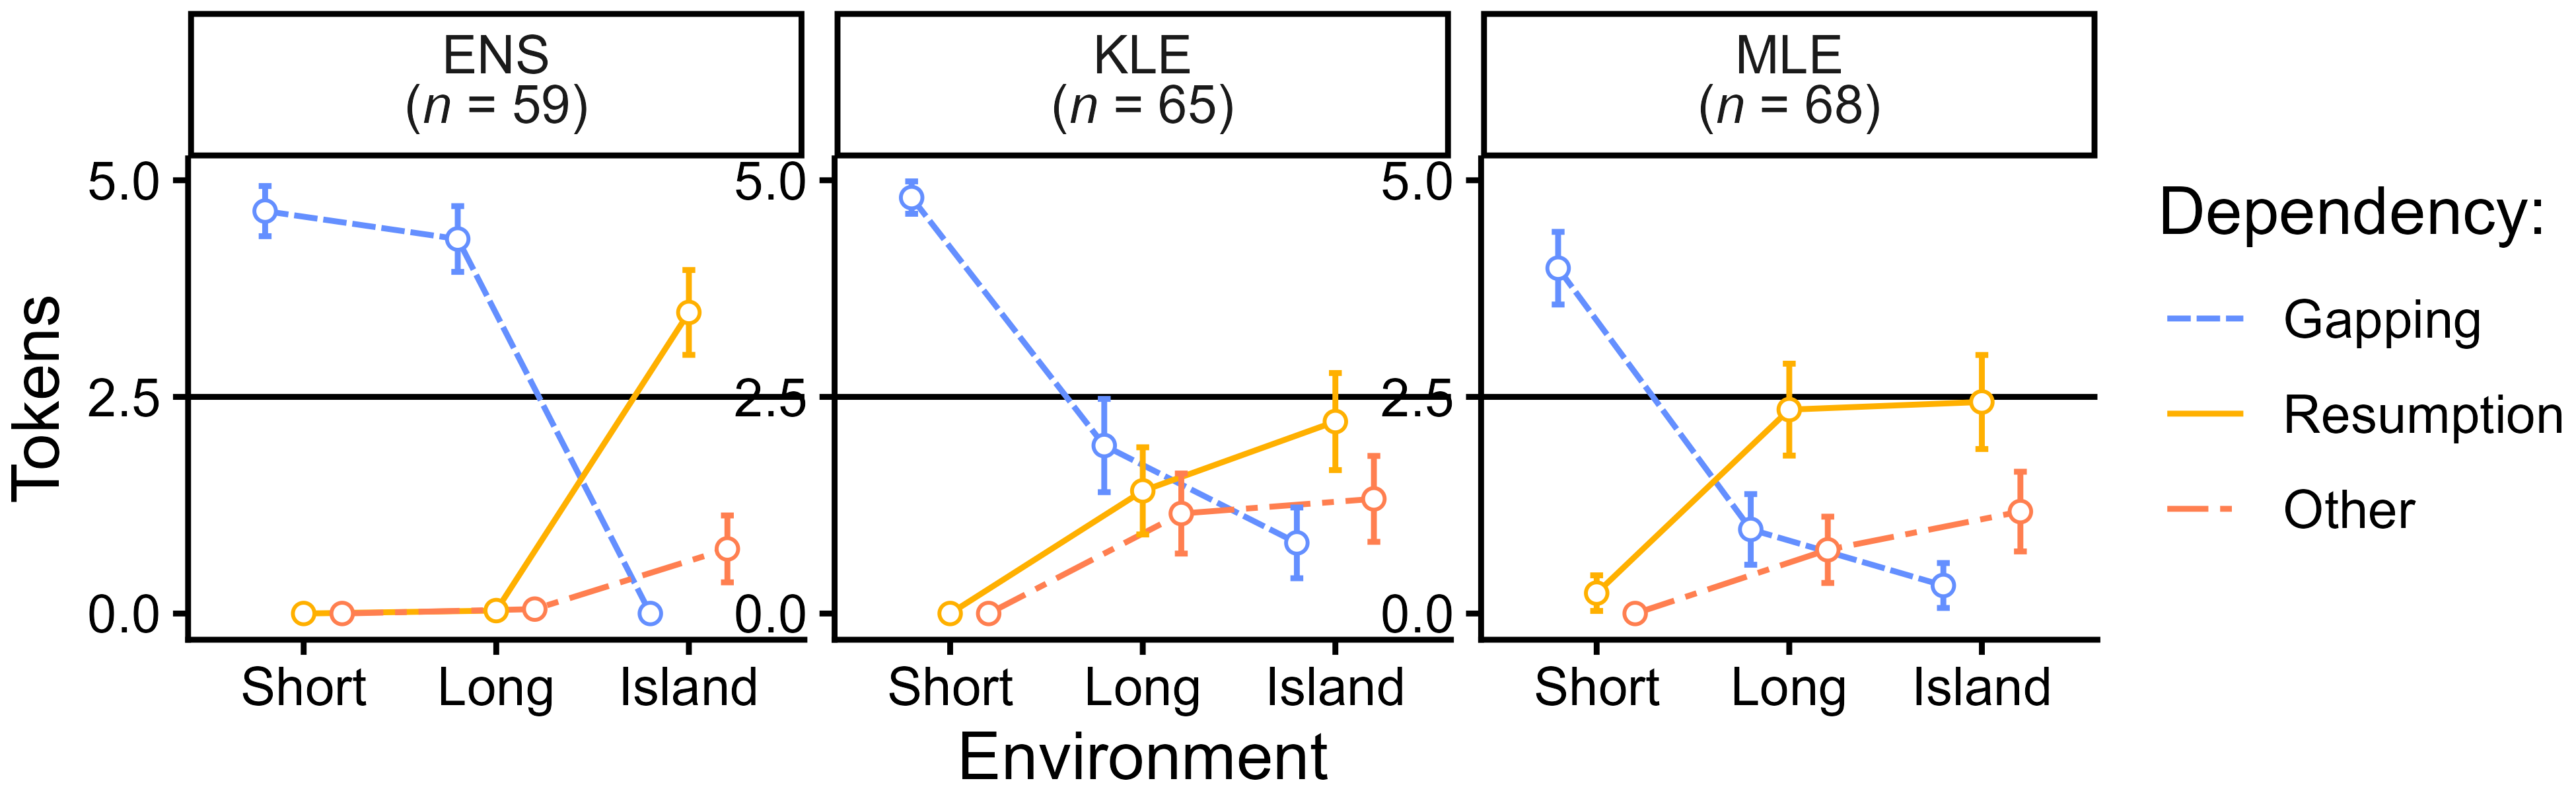 ENS
(n = 59)
KLE
(n = 65)
MLE
(n = 68)
Tokens
5.0
2.5
0.0
5.0
2.5
0.0
5.0
2.5
0.0
Short Long Island
Short Long Island
Short Long Island
Environment
Dependency:
Gapping
Resumption
Other